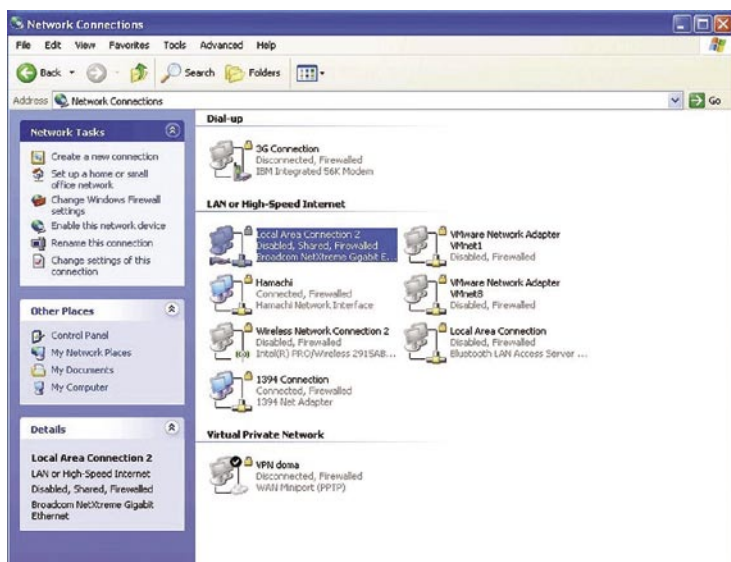 Network Connections
File Edit View Favorites Tools Advanced Help
Back Search Folders
Address Network Connections Go
Network Tasks
Create a new connection
Set up a home or small
office network
Change Windows Firewall
settings
Enable this network device
Rename this connection
Change settings of this
connection
Other Places
Control Panel
My Network Places
My Documents
My Computer
Details
Local Area Connection 2
LAN or High-Speed Internet
Disabled, Shared, Firewalled
Broadcom NetXtreme Gigabit
Ethernet
Dial-up
3G Connection
Disconnected, Firewalled
IBM Integrated 56K Modem
LAN or High-Speed Internet
Local Area Connection 2
Disabled, Shared, Firewalled
Broadcom NetXtreme Gigabit E...
VMware Network Adapter
VMnet1
Disabled, Firewalled
Hamachi
Connected, Firewalled
Hamachi Network Interface
VMware Network Adapter
VMnet8
Disabled, Firewalled
Wireless Network Connection 2
Disabled, Firewalled
Intel(R) PRO/Wireless 2915AB...
Local Area Connection
Disabled, Firewalled
Bluetooth LAN Access Server ...
1394 Connection
Connected, Firewalled
1394 Net Adapter
Virtual Private Network
VPN doma
Disconnected, Firewalled
WAN Miniport (PPTP)